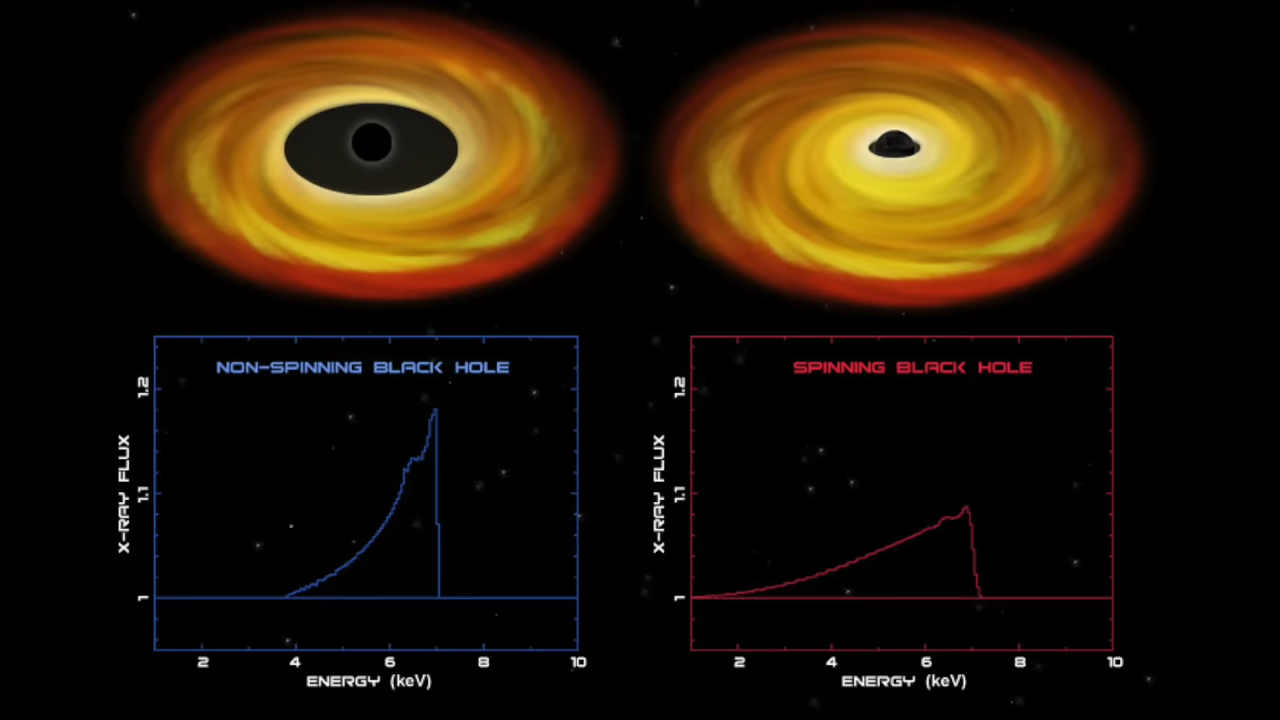 NON-SPINNING BLACK HOLE
X-RAY FLUX
1.2
1.1
1
2 4 6 8 10
ENERGY (keV)
SPINNING BLACK HOLE
X-RAY FLUX
1.2
1.1
1
2 4 6 8 10
ENERGY (keV)